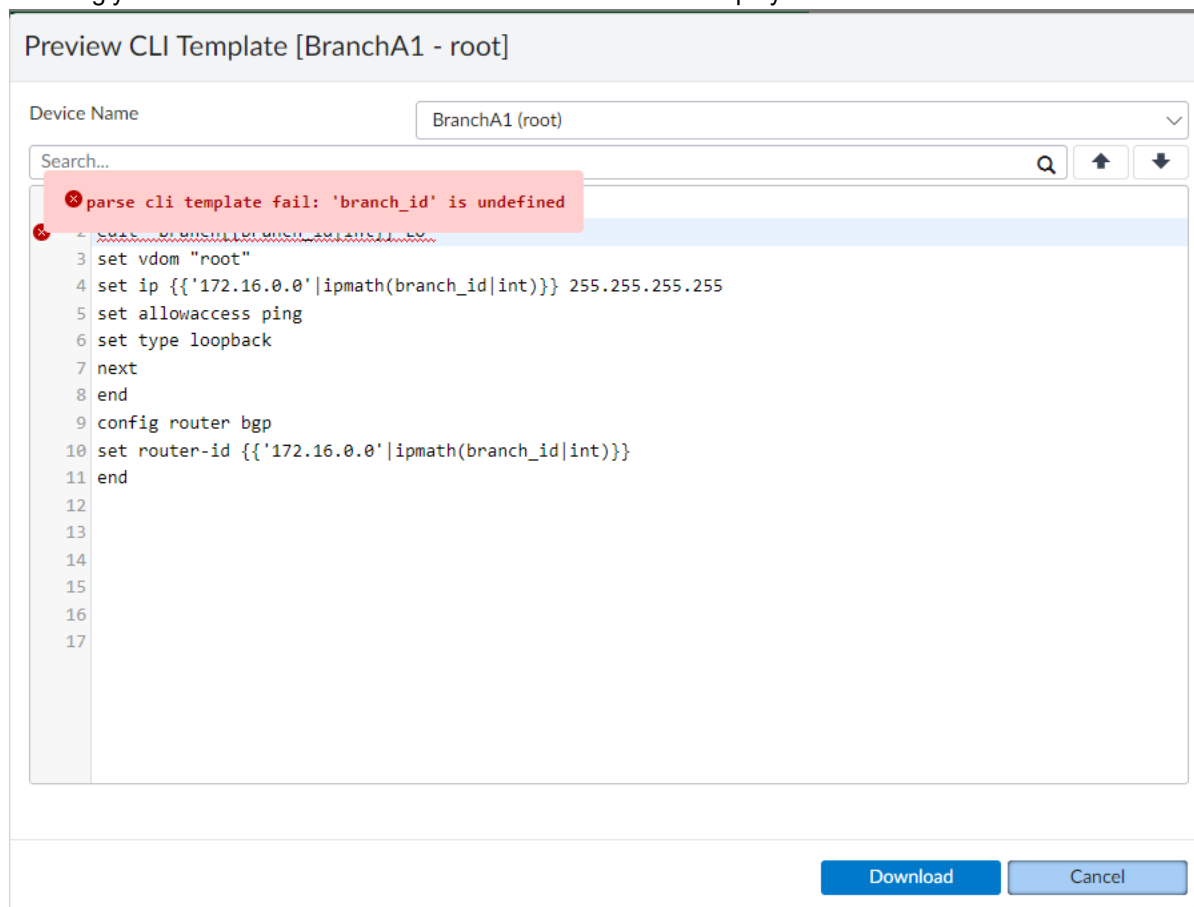 Preview CLI Template [BranchA1 - root]
Device Name
BranchA1 (root)
Search...
parse cli template fail: 'branch_id' is undefined
2
3 set vdom "root"
4 set ip {{'172.16.0.0'|ipmath(branch_id|int)}} 255.255.255.255
5 set allowaccess ping
6 set type loopback
7 next
8 end
9 config router bgp
10 set router-id {{'172.16.0.0'|ipmath(branch_id|int)}}
11 end
12
13
14
15
16
17
Download
Cancel